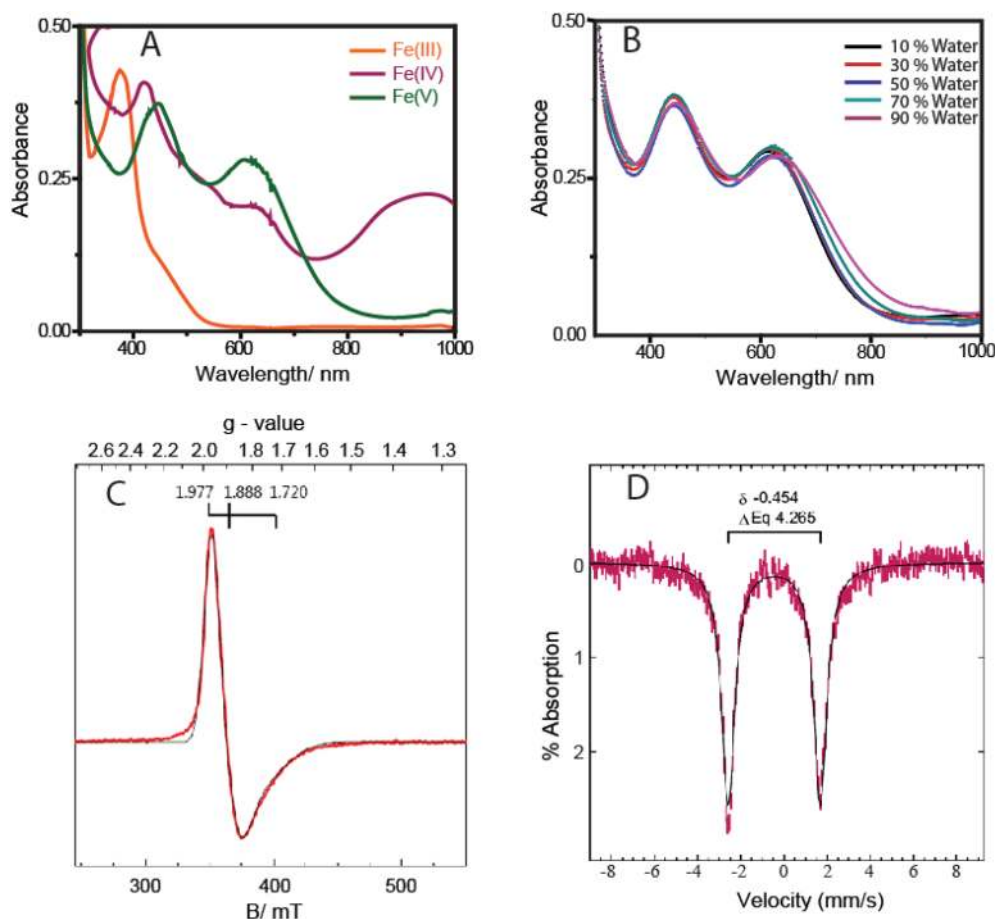 A
Fe(III)
Fe(IV)
Fe(V)
0.50
0.25
0.00
Absorbance
400 600 800 1000
Wavelength/ nm
B
10 % Water
30 % Water
50 % Water
70 % Water
90 % Water
0.50
0.25
0.00
Absorbance
400 600 800 1000
Wavelength/ nm
g - value
2.6 2.4 2.2 2.0 1.8 1.7 1.6 1.5 1.4 1.3
C
1.977 1.888 1.720
300 400 500
B/ mT
D
δ -0.454
ΔEq 4.265
0
1
2
% Absorption
-8 -6 -4 -2 0 2 4 6 8
Velocity (mm/s)